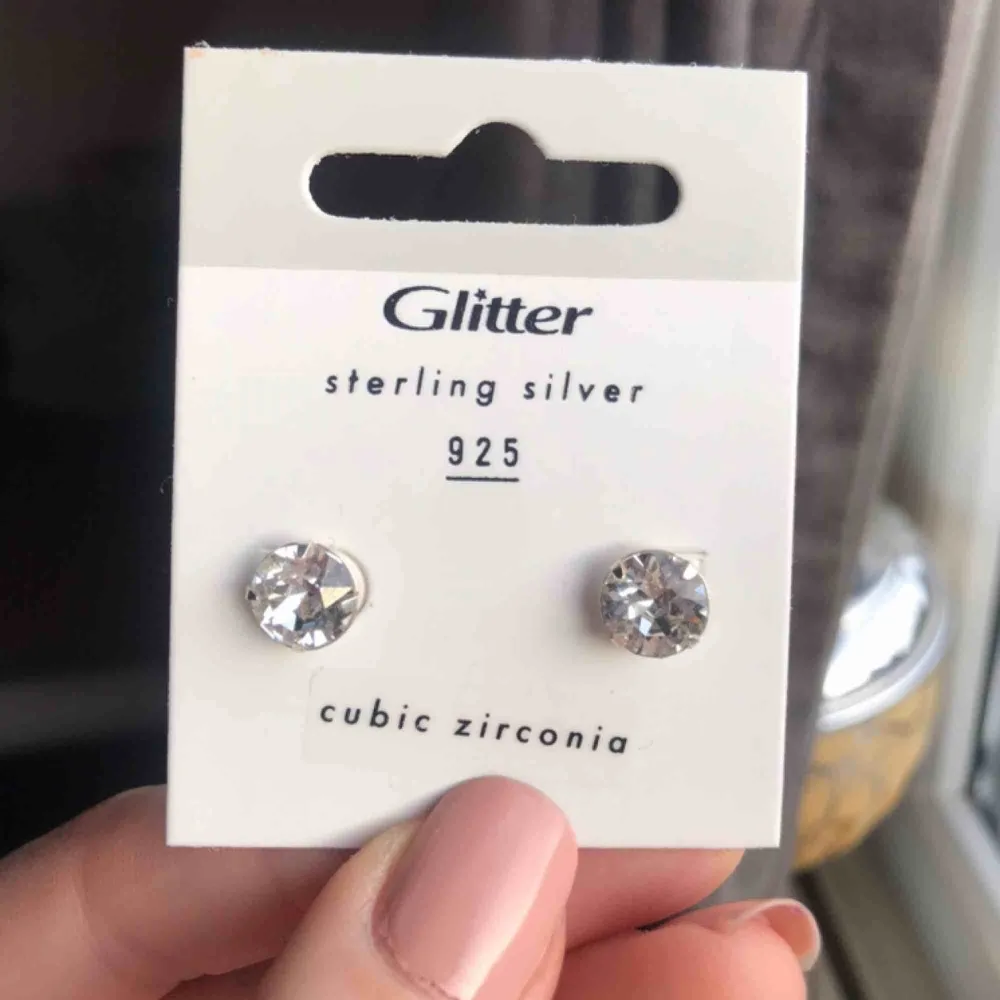 Glitter
sterling silver
925
cubic zirconia